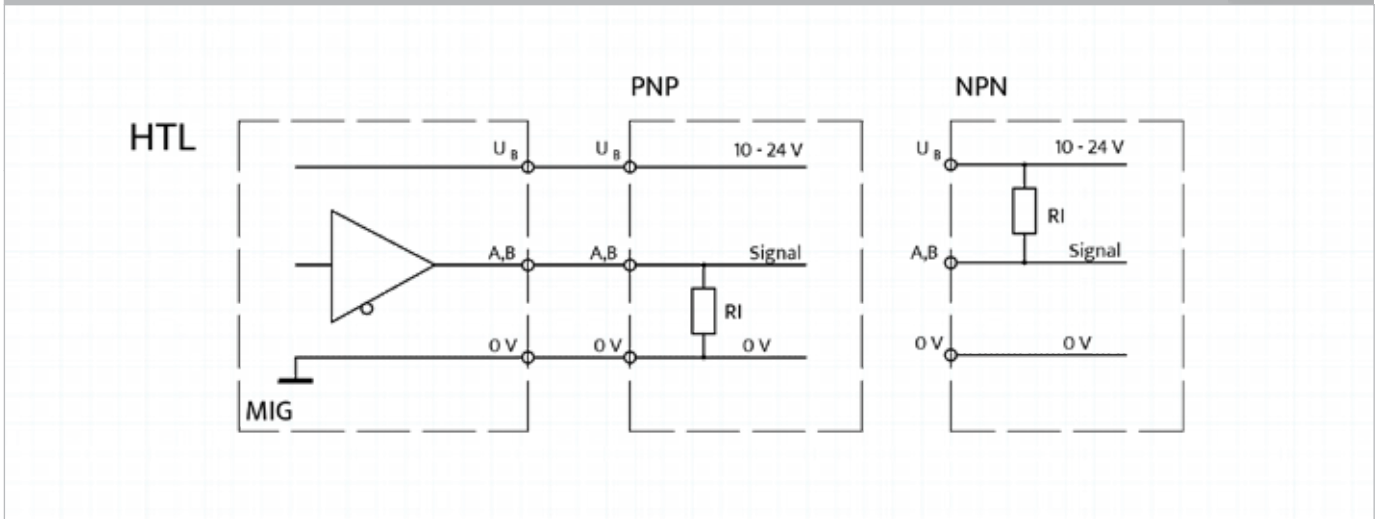 HTL
PNP
NPN
U B
U B
10 - 24 V
U B
10 - 24 V
RI
A,B
A,B
Signal
A,B
Signal
RI
0 V
0 V
0 V
0 V
0 V
MIG